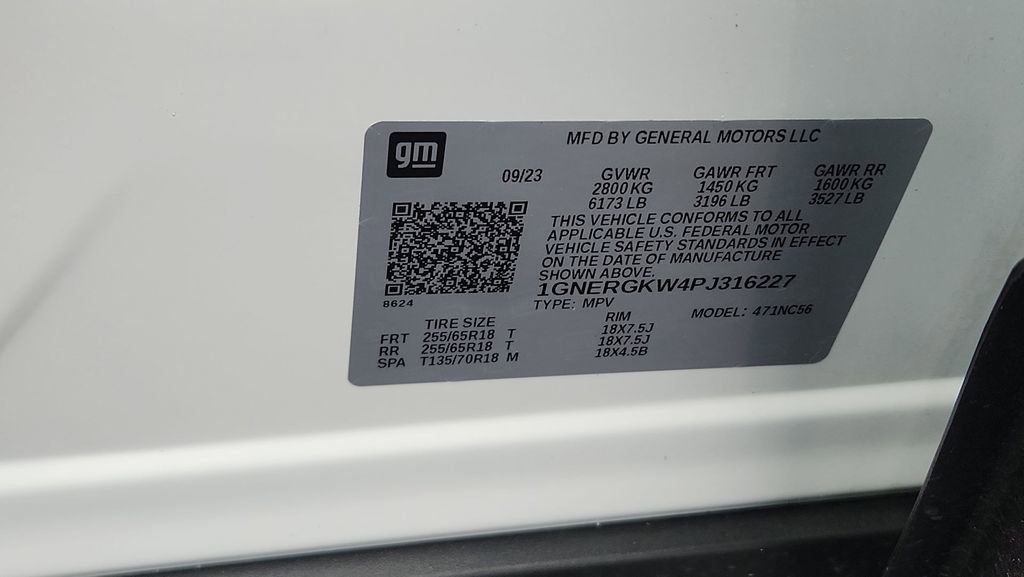 gm
MFD BY GENERAL MOTORS LLC
09/23 GVWR GAWR FRT GAWR RR
2800 KG 1450 KG 1600 KG
6173 LB 3196 LB 3527 LB
THIS VEHICLE CONFORMS TO ALL
APPLICABLE U.S. FEDERAL MOTOR
VEHICLE SAFETY STANDARDS IN EFFECT
ON THE DATE OF MANUFACTURE
SHOWN ABOVE.
1GNERGKW4PJ316227
8624
TYPE: MPV MODEL: 471NC56
TIRE SIZE RIM
FRT 255/65R18 T 18X7.5J
RR 255/65R18 T 18X7.5J
SPA T135/70R18 M 18X4.5B